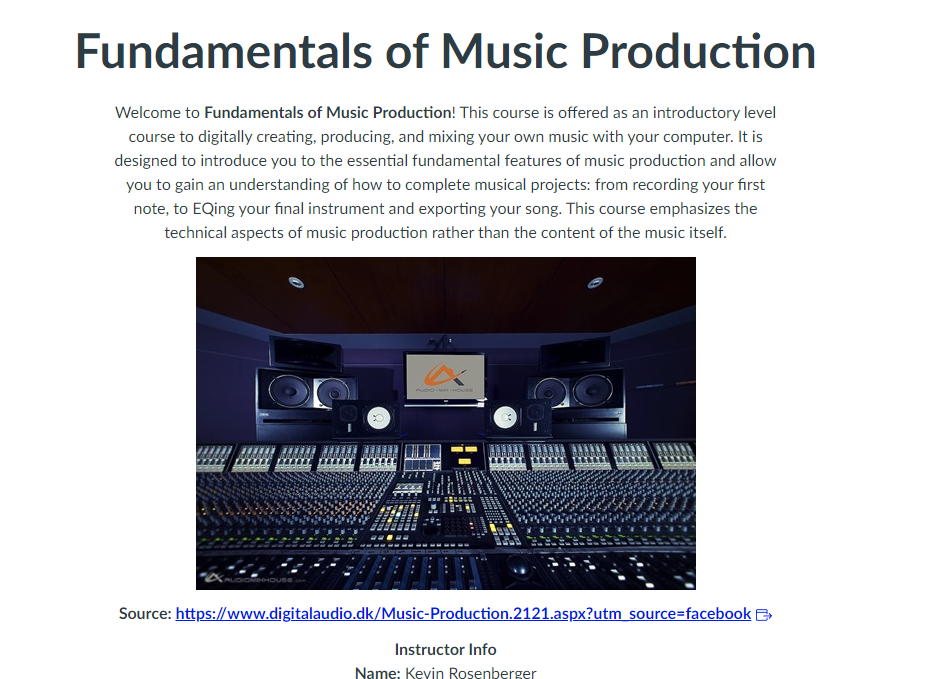 Fundamentals of Music Production
Welcome to Fundamentals of Music Production! This course is offered as an introductory level
course to digitally creating, producing, and mixing your own music with your computer. It is
designed to introduce you to the essential fundamental features of music production and allow
you to gain an understanding of how to complete musical projects: from recording your first
note, to EQing your final instrument and exporting your song. This course emphasizes the
technical aspects of music production rather than the content of the music itself.
AUDIO MIX HOUSE
AUDIOMIXHOUSE.com
Source: https://www.digitalaudio.dk/Music-Production.2121.aspx?utm_source=facebook
Instructor Info
Name: Kevin Rosenberger